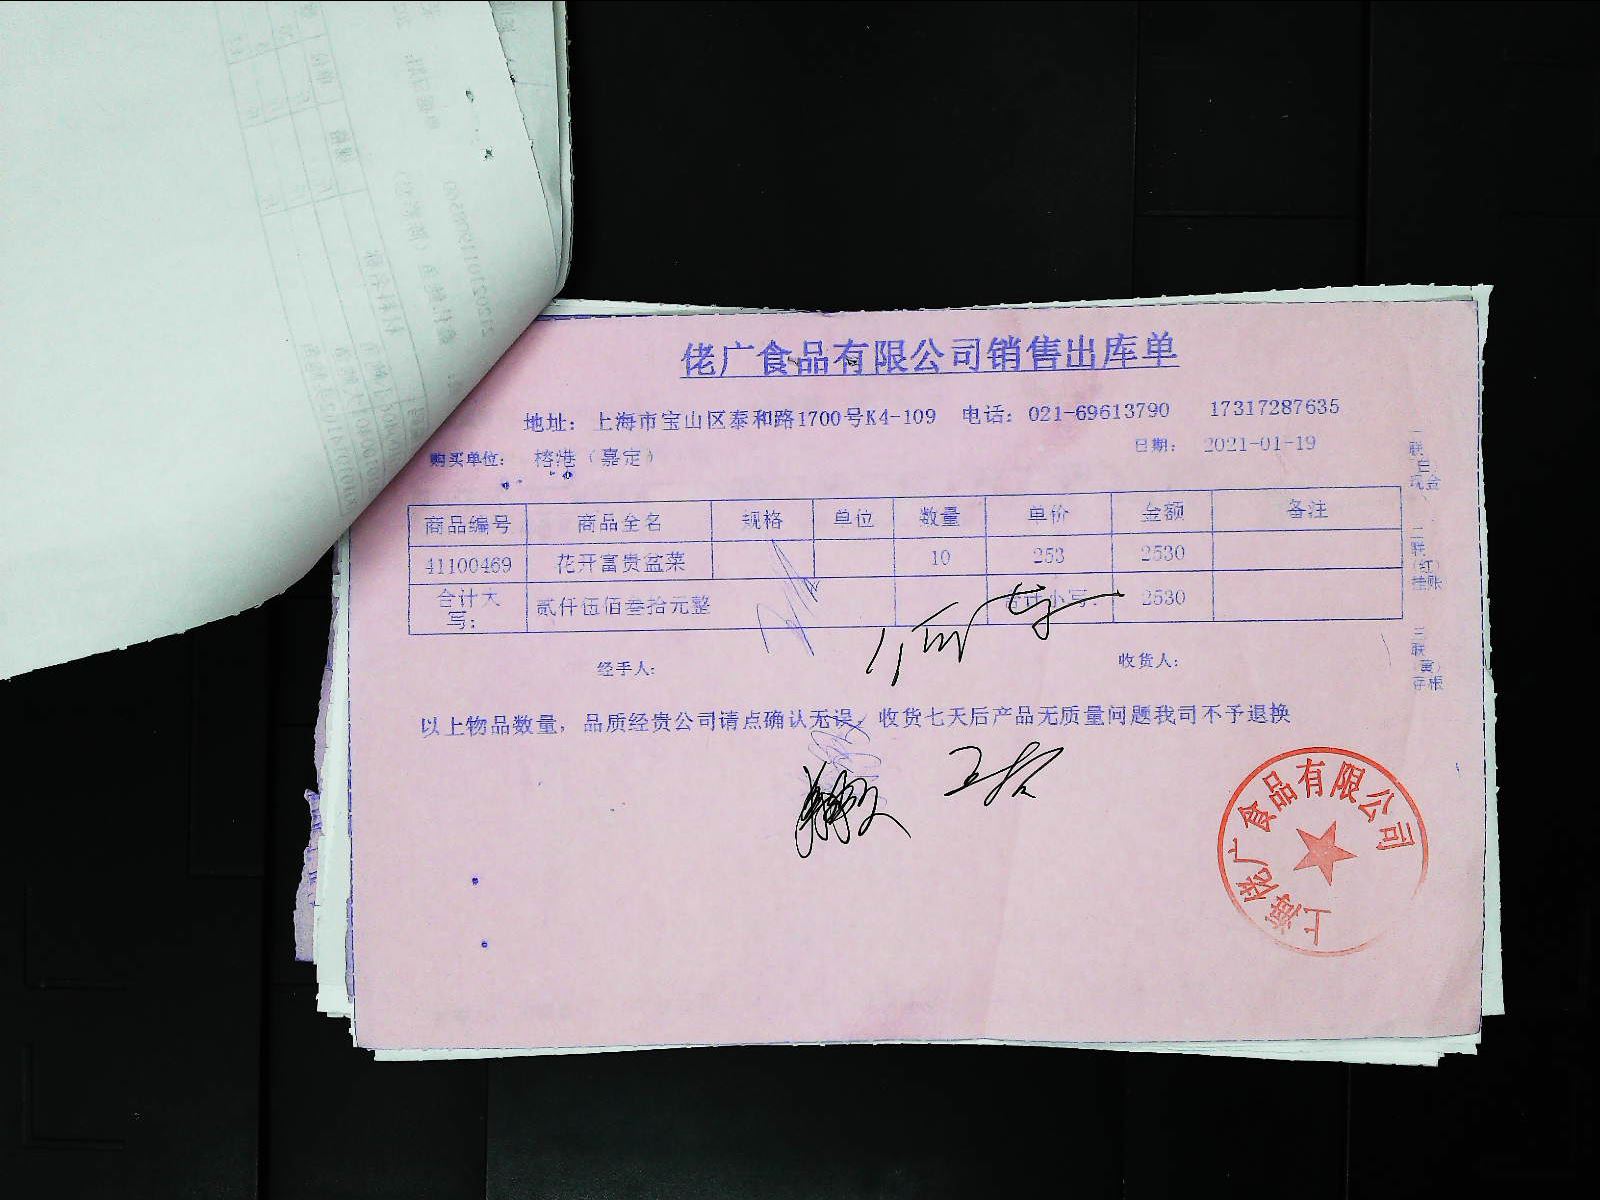 佬广食品有限公司销售出库单
地址：上海市宝山区泰和路1700号K4-109 电话：021-69613790 17317287635
购买单位：榕港（嘉定） 日期：2021-01-19
商品编号 商品全名 规格 单位 数量 单价 金额 备注
41100469 花开富贵盆菜 10 253 2530
合计大写： 贰仟伍佰叁拾元整 合计小写： 2530
经手人： 收货人：
以上物品数量，品质经贵公司请点确认无误，收货七天后产品无质量问题我司不予退换
一联（白）现金
二联（红）挂账
三联（黄）存根
上海佬广食品有限公司